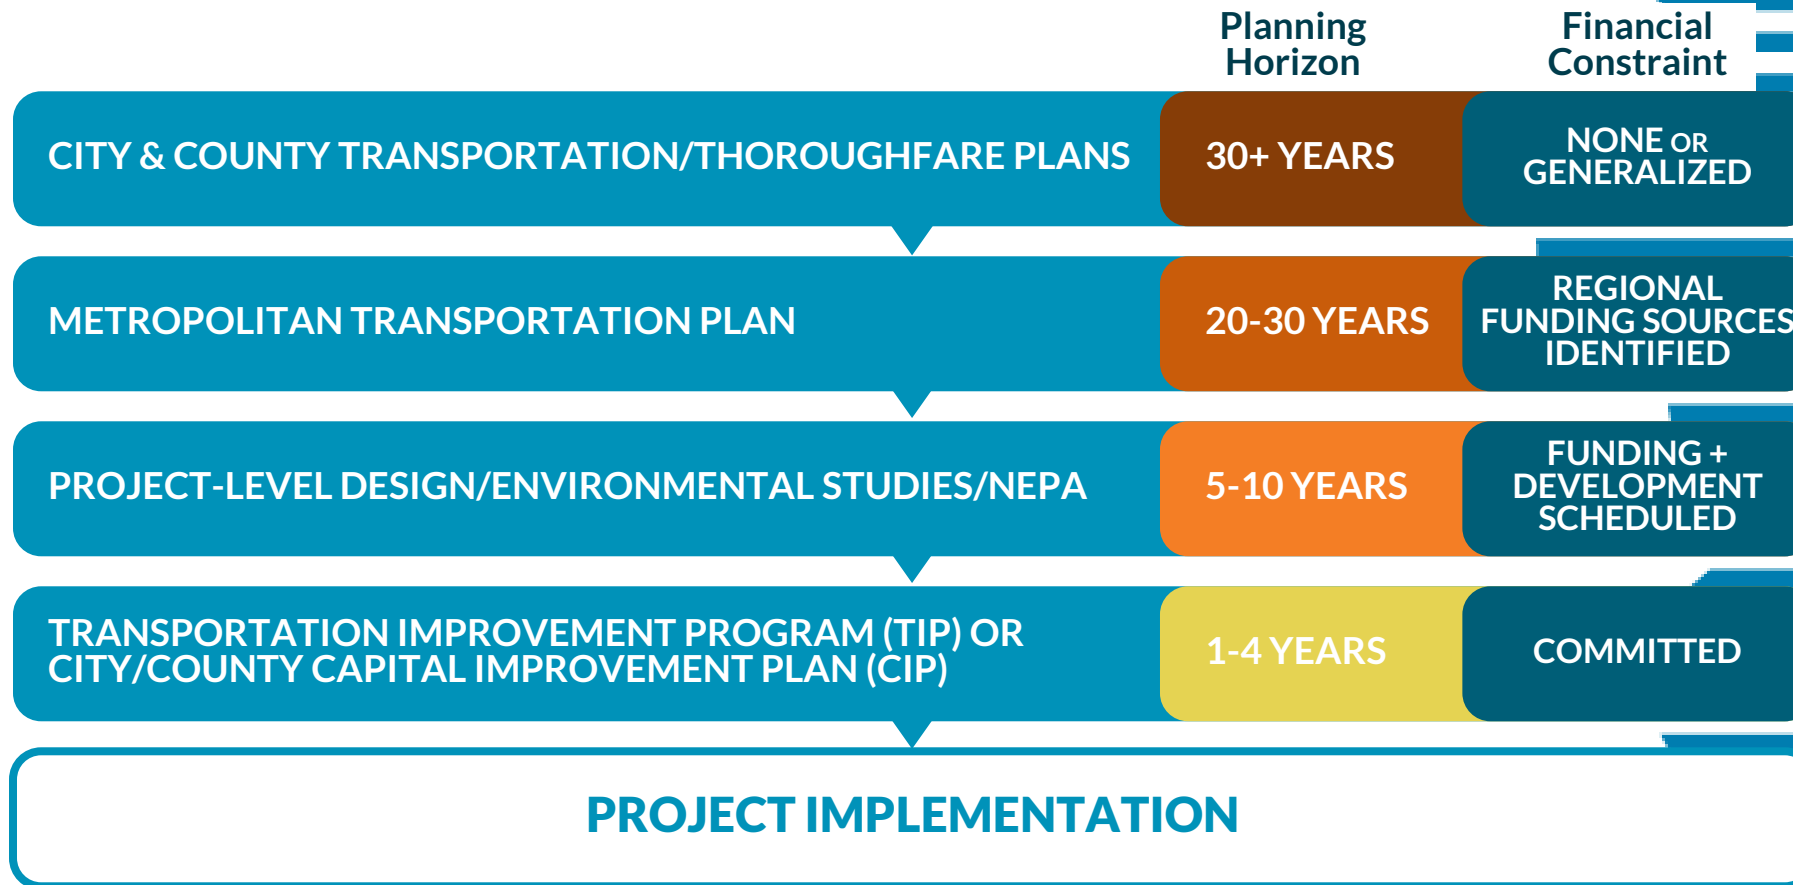 Planning
Horizon
Financial
Constraint
CITY & COUNTY TRANSPORTATION/THOROUGHFARE PLANS
30+ YEARS
NONE OR
GENERALIZED
METROPOLITAN TRANSPORTATION PLAN
20-30 YEARS
REGIONAL
FUNDING SOURCES
IDENTIFIED
PROJECT-LEVEL DESIGN/ENVIRONMENTAL STUDIES/NEPA
5-10 YEARS
FUNDING +
DEVELOPMENT
SCHEDULED
TRANSPORTATION IMPROVEMENT PROGRAM (TIP) OR
CITY/COUNTY CAPITAL IMPROVEMENT PLAN (CIP)
1-4 YEARS
COMMITTED
PROJECT IMPLEMENTATION